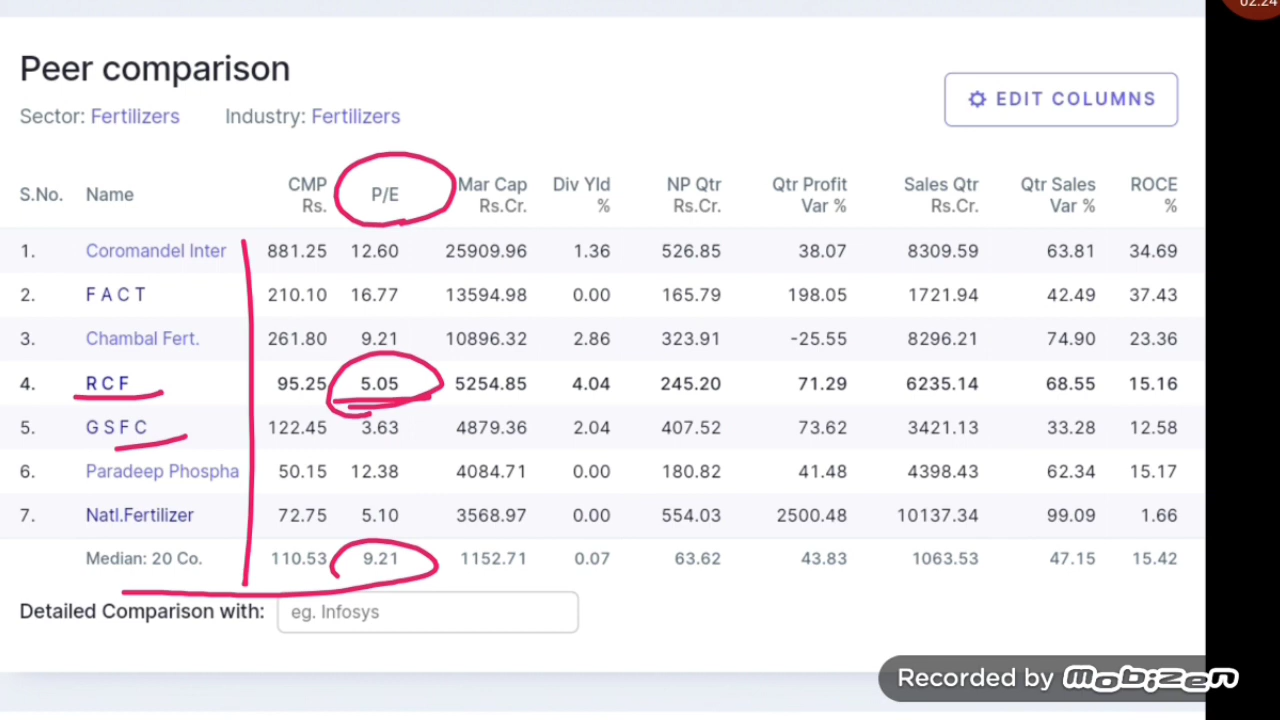 02:24
Peer comparison
Sector: Fertilizers Industry: Fertilizers
EDIT COLUMNS
S.No. Name CMP Rs. P/E Mar Cap Rs.Cr. Div Yld % NP Qtr Rs.Cr. Qtr Profit Var % Sales Qtr Rs.Cr. Qtr Sales Var % ROCE %
1. Coromandel Inter 881.25 12.60 25909.96 1.36 526.85 38.07 8309.59 63.81 34.69
2. F A C T 210.10 16.77 13594.98 0.00 165.79 198.05 1721.94 42.49 37.43
3. Chambal Fert. 261.80 9.21 10896.32 2.86 323.91 -25.55 8296.21 74.90 23.36
4. R C F 95.25 5.05 5254.85 4.04 245.20 71.29 6235.14 68.55 15.16
5. G S F C 122.45 3.63 4879.36 2.04 407.52 73.62 3421.13 33.28 12.58
6. Paradeep Phospha 50.15 12.38 4084.71 0.00 180.82 41.48 4398.43 62.34 15.17
7. Natl.Fertilizer 72.75 5.10 3568.97 0.00 554.03 2500.48 10137.34 99.09 1.66
Median: 20 Co. 110.53 9.21 1152.71 0.07 63.62 43.83 1063.53 47.15 15.42
Detailed Comparison with: eg. Infosys
Recorded by Mobizen